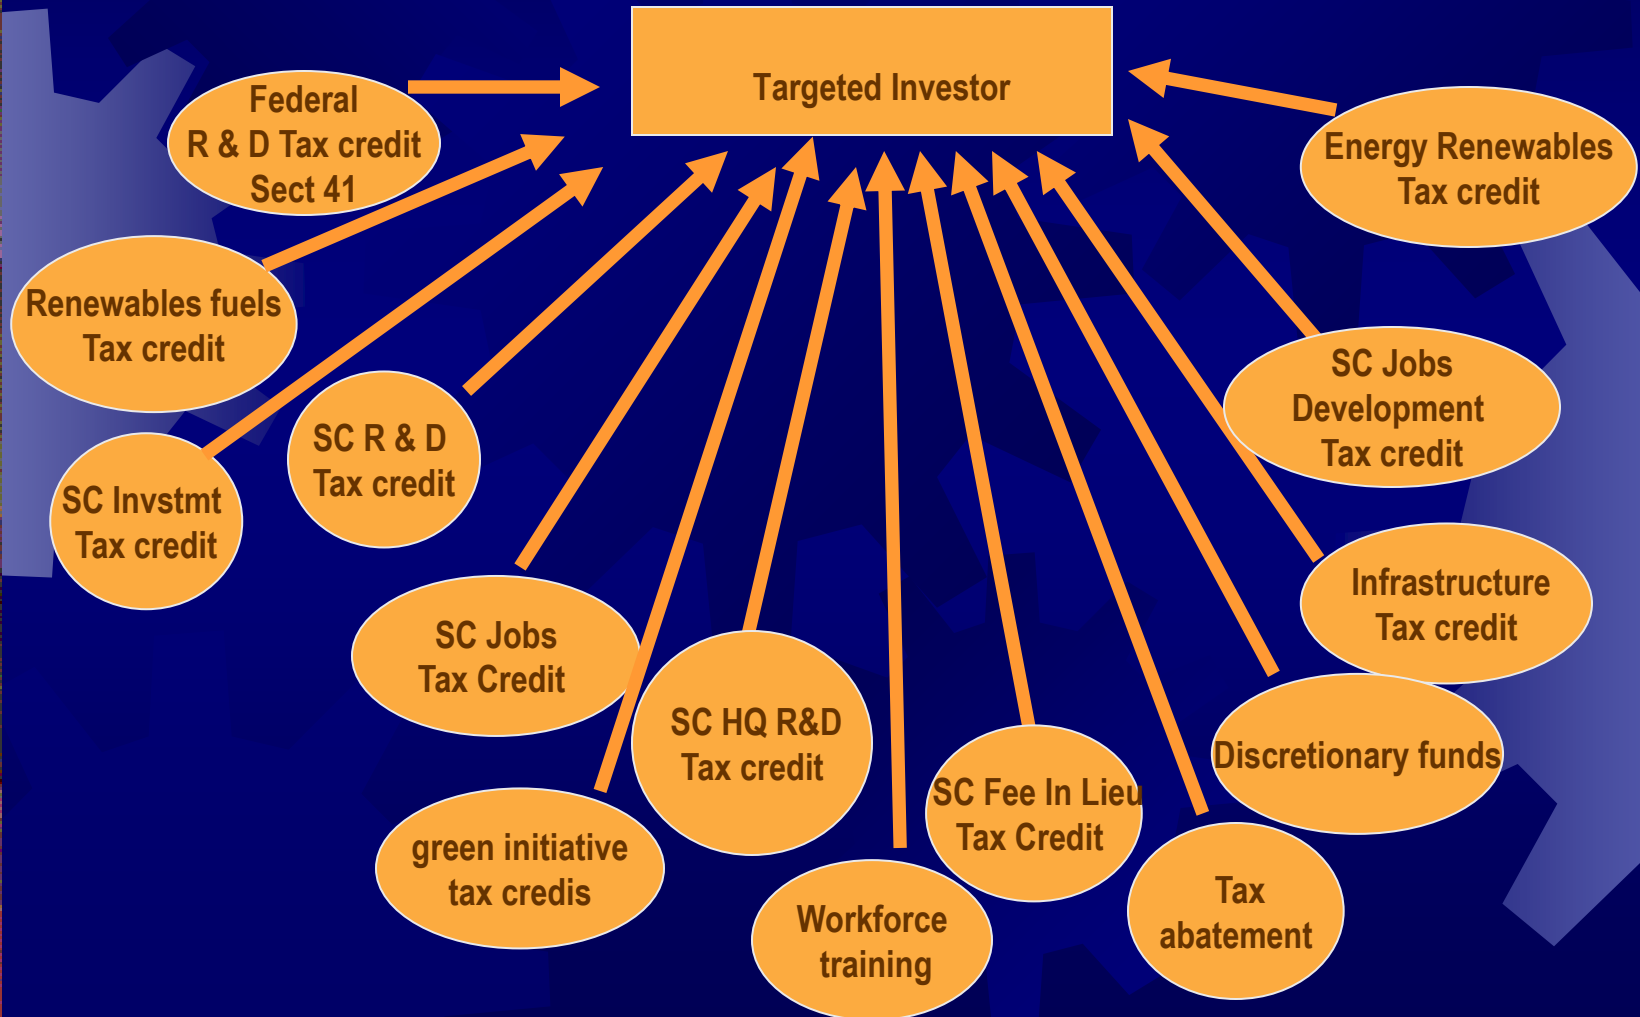 Targeted Investor
Federal
R & D Tax credit
Sect 41
Energy Renewables
Tax credit
Renewables fuels
Tax credit
SC Jobs
Development
Tax credit
SC R & D
Tax credit
SC Invstmt
Tax credit
Infrastructure
Tax credit
SC Jobs
Tax Credit
SC HQ R&D
Tax credit
Discretionary funds
SC Fee In Lieu
Tax Credit
green initiative
tax credis
Tax
abatement
Workforce
training